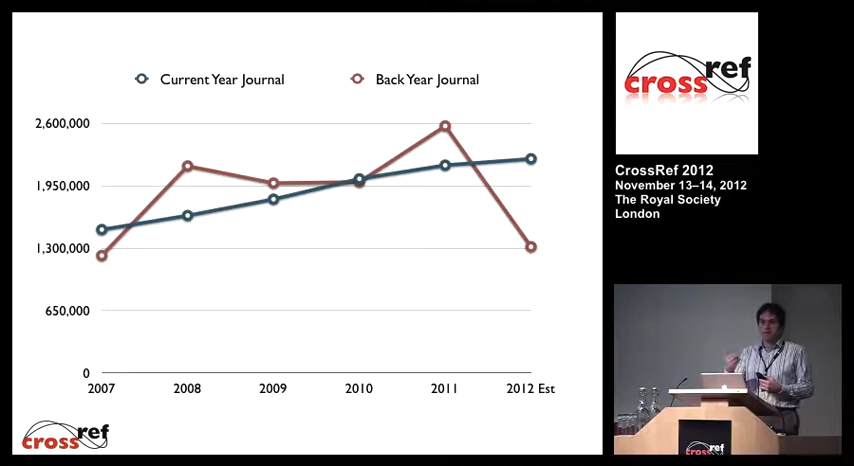 Current Year Journal
Back Year Journal
2,600,000
1,950,000
1,300,000
650,000
0
2007
2008
2009
2010
2011
2012 Est
crossref
crossref
CrossRef 2012
November 13–14, 2012
The Royal Society
London
crossref